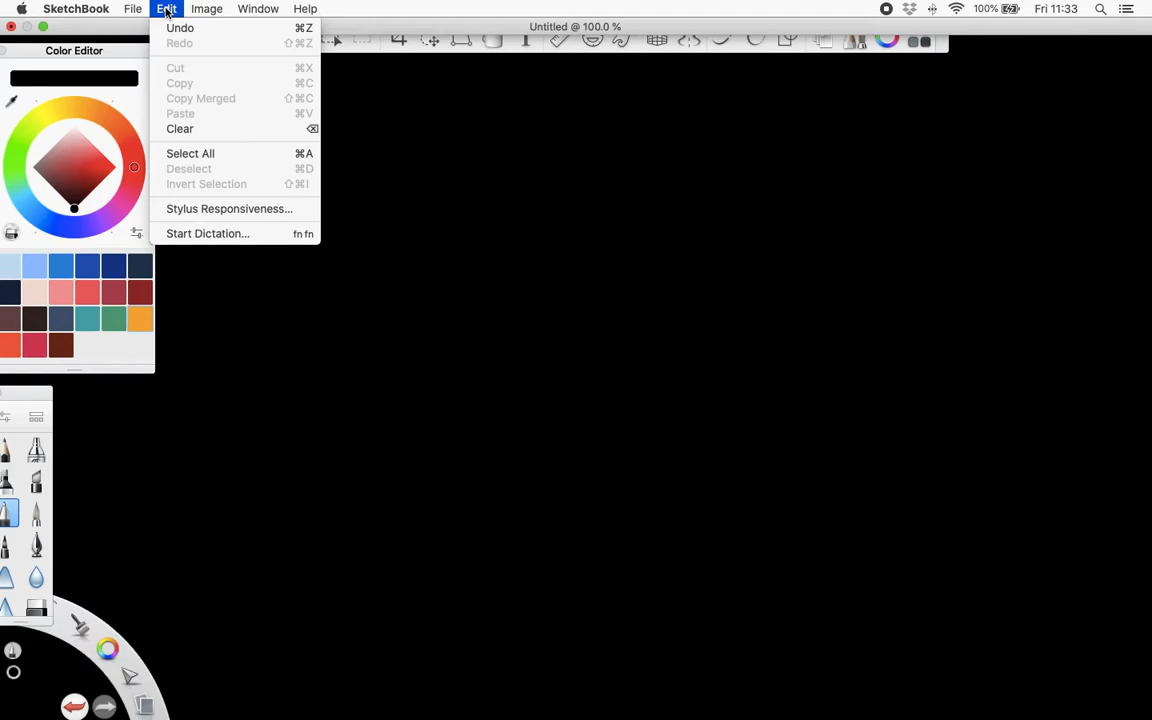 SketchBook File Edit Image Window Help 100% Fri 11:33
Untitled @ 100.0 %
Color Editor
Undo ⌘Z
Redo ⇧⌘Z
Cut ⌘X
Copy ⌘C
Copy Merged ⇧⌘C
Paste ⌘V
Clear ⌫
Select All ⌘A
Deselect ⌘D
Invert Selection ⇧⌘I
Stylus Responsiveness...
Start Dictation... fn fn